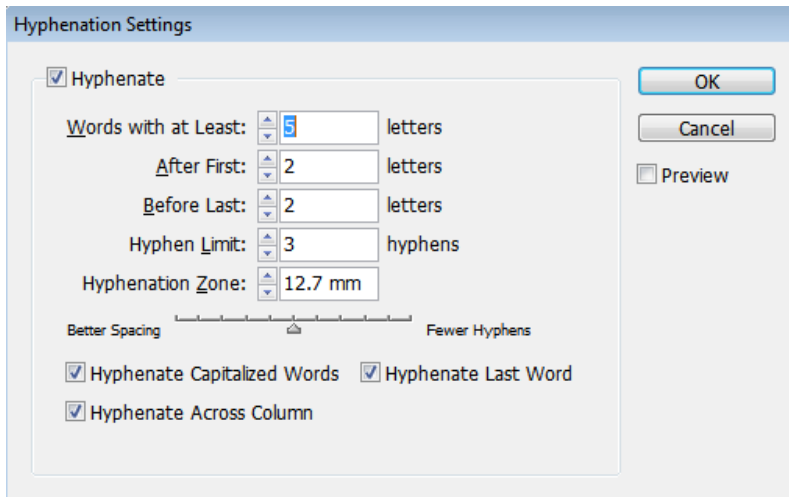 Hyphenation Settings
Hyphenate
OK
Words with at Least: 5 letters
Cancel
After First: 2 letters
Preview
Before Last: 2 letters
Hyphen Limit: 3 hyphens
Hyphenation Zone: 12.7 mm
Better Spacing Fewer Hyphens
Hyphenate Capitalized Words Hyphenate Last Word
Hyphenate Across Column